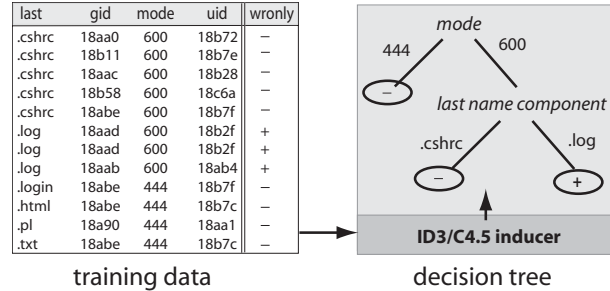 last gid mode uid wronly
.cshrc 18aa0 600 18b72 −
.cshrc 18b11 600 18b7e −
.cshrc 18aac 600 18b28 −
.cshrc 18b58 600 18c6a −
.cshrc 18abe 600 18b7f −
.log 18aad 600 18b2f +
.log 18aad 600 18b2f +
.log 18aab 600 18ab4 +
.login 18abe 444 18b7f −
.html 18abe 444 18b7c −
.pl 18a90 444 18aa1 −
.txt 18abe 444 18b7c −
training data
mode
444 600
−
last name component
.cshrc .log
− +
ID3/C4.5 inducer
decision tree